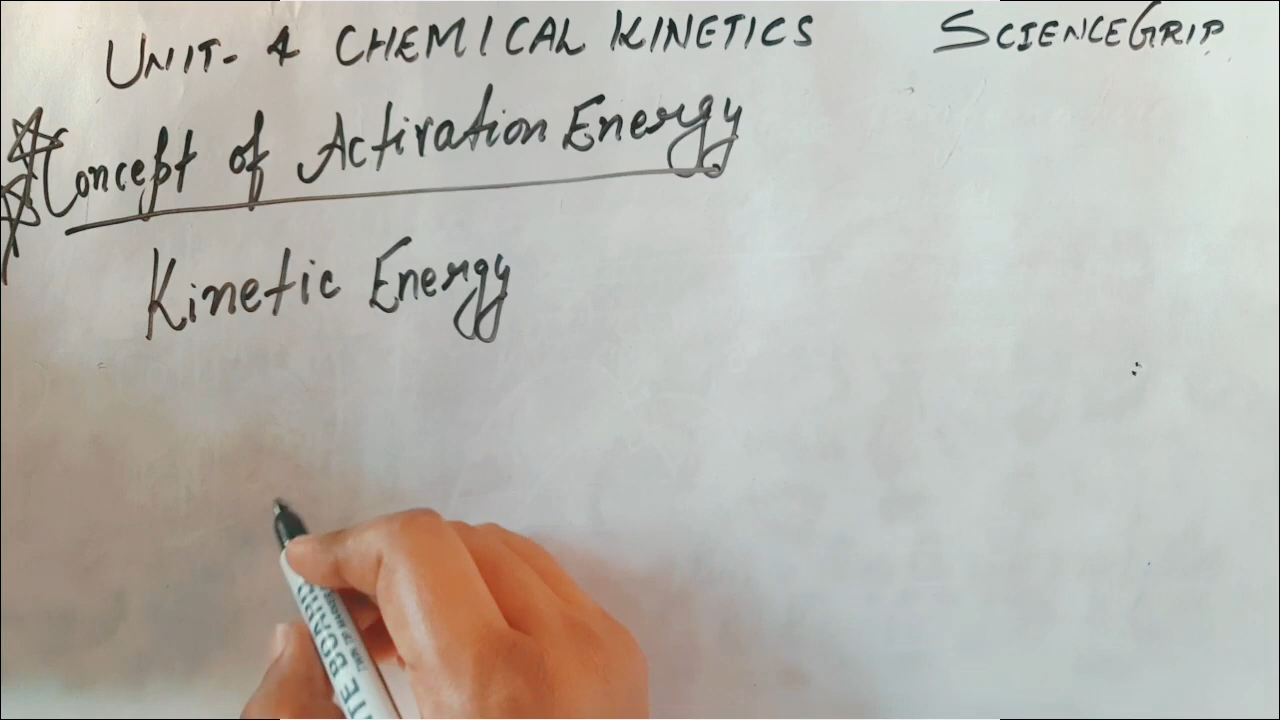 UNIT- 4 CHEMICAL KINETICS SCIENCEGRIP
Concept of Activation Energy
Kinetic Energy